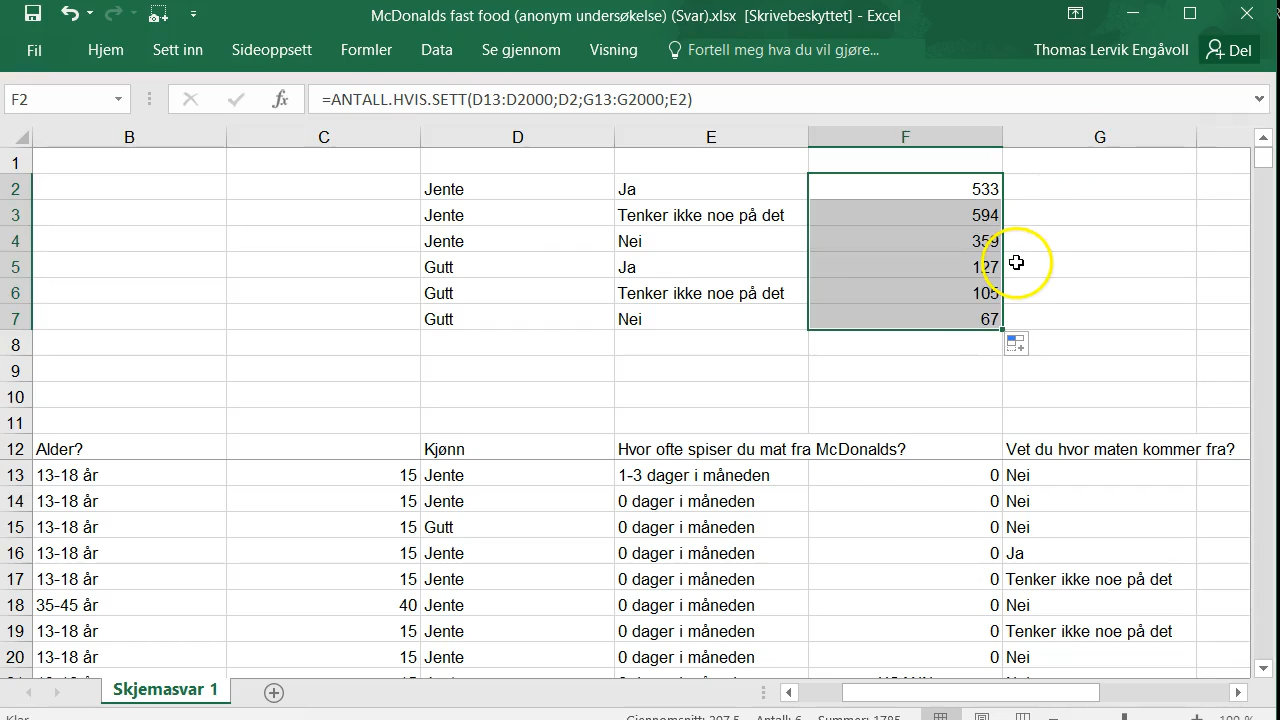 McDonalds fast food (anonym undersøkelse) (Svar).xlsx [Skrivebeskyttet] - Excel
Fil Hjem Sett inn Sideoppsett Formler Data Se gjennom Visning Fortell meg hva du vil gjøre... Thomas Lervik Engåvoll Del
F2 fx =ANTALL.HVIS.SETT(D13:D2000;D2;G13:G2000;E2)
B C D E F G
1
2 Jente Ja 533
3 Jente Tenker ikke noe på det 594
4 Jente Nei 359
5 Gutt Ja 127
6 Gutt Tenker ikke noe på det 105
7 Gutt Nei 67
8
9
10
11
12 Alder? Kjønn Hvor ofte spiser du mat fra McDonalds? Vet du hvor maten kommer fra?
13 13-18 år 15 Jente 1-3 dager i måneden 0 Nei
14 13-18 år 15 Jente 0 dager i måneden 0 Nei
15 13-18 år 15 Gutt 0 dager i måneden 0 Nei
16 13-18 år 15 Jente 0 dager i måneden 0 Ja
17 13-18 år 15 Jente 0 dager i måneden 0 Tenker ikke noe på det
18 35-45 år 40 Jente 0 dager i måneden 0 Nei
19 13-18 år 15 Jente 0 dager i måneden 0 Tenker ikke noe på det
20 13-18 år 15 Jente 0 dager i måneden 0 Nei
Skjemasvar 1
Klar Gjennomsnitt: 297,5 Antall: 6 Summer: 1785 100 %